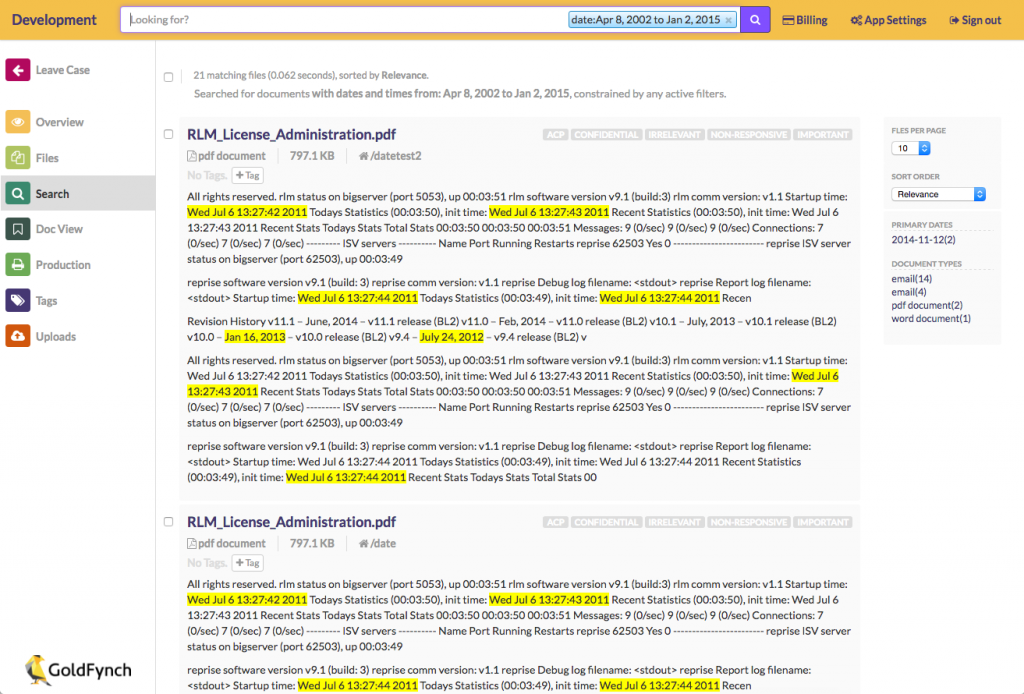 Development
Looking for?
date:Apr 8, 2002 to Jan 2, 2015 ×
Billing
App Settings
Sign out
Leave Case
Overview
Files
Search
Doc View
Production
Tags
Uploads
21 matching files (0.062 seconds), sorted by Relevance.
Searched for documents with dates and times from: Apr 8, 2002 to Jan 2, 2015, constrained by any active filters.
RLM_License_Administration.pdf
ACP CONFIDENTIAL IRRELEVANT NON-RESPONSIVE IMPORTANT
pdf document 797.1 KB /datetest2
No Tags. +Tag
All rights reserved. rlm status on bigserver (port 5053), up 00:03:51 rlm software version v9.1 (build:3) rlm comm version: v1.1 Startup time:
Wed Jul 6 13:27:42 2011 Todays Statistics (00:03:50), init time: Wed Jul 6 13:27:43 2011 Recent Statistics (00:03:50), init time: Wed Jul 6
13:27:43 2011 Recent Stats Todays Stats Total Stats 00:03:50 00:03:50 00:03:51 Messages: 9 (0/sec) 9 (0/sec) 9 (0/sec) Connections: 7
(0/sec) 7 (0/sec) 7 (0/sec) --------- ISV servers ---------- Name Port Running Restarts reprise 62503 Yes 0 ------------------------ reprise ISV server
status on bigserver (port 62503), up 00:03:49
reprise software version v9.1 (build: 3) reprise comm version: v1.1 reprise Debug log filename: <stdout> reprise Report log filename:
<stdout> Startup time: Wed Jul 6 13:27:44 2011 Todays Statistics (00:03:49), init time: Wed Jul 6 13:27:44 2011 Recen
Revision History v11.1 – June, 2014 – v11.1 release (BL2) v11.0 – Feb, 2014 – v11.0 release (BL2) v10.1 – July, 2013 – v10.1 release (BL2)
v10.0 – Jan 16, 2013 – v10.0 release (BL2) v9.4 – July 24, 2012 – v9.4 release (BL2) v
All rights reserved. rlm status on bigserver (port 5053), up 00:03:51 rlm software version v9.1 (build:3) rlm comm version: v1.1 Startup time:
Wed Jul 6 13:27:42 2011 Todays Statistics (00:03:50), init time: Wed Jul 6 13:27:43 2011 Recent Statistics (00:03:50), init time: Wed Jul 6
13:27:43 2011 Recent Stats Todays Stats Total Stats 00:03:50 00:03:50 00:03:51 Messages: 9 (0/sec) 9 (0/sec) 9 (0/sec) Connections: 7
(0/sec) 7 (0/sec) 7 (0/sec) --------- ISV servers ---------- Name Port Running Restarts reprise 62503 Yes 0 ------------------------ reprise ISV server
status on bigserver (port 62503), up 00:03:49
reprise software version v9.1 (build: 3) reprise comm version: v1.1 reprise Debug log filename: <stdout> reprise Report log filename:
<stdout> Startup time: Wed Jul 6 13:27:44 2011 Todays Statistics (00:03:49), init time: Wed Jul 6 13:27:44 2011 Recent Statistics
(00:03:49), init time: Wed Jul 6 13:27:44 2011 Recent Stats Todays Stats Total Stats 00
FLES PER PAGE
10
SORT ORDER
Relevance
PRIMARY DATES
2014-11-12(2)
DOCUMENT TYPES
email(14)
email(4)
pdf document(2)
word document(1)
RLM_License_Administration.pdf
ACP CONFIDENTIAL IRRELEVANT NON-RESPONSIVE IMPORTANT
pdf document 797.1 KB /date
No Tags. +Tag
All rights reserved. rlm status on bigserver (port 5053), up 00:03:51 rlm software version v9.1 (build:3) rlm comm version: v1.1 Startup time:
Wed Jul 6 13:27:42 2011 Todays Statistics (00:03:50), init time: Wed Jul 6 13:27:43 2011 Recent Statistics (00:03:50), init time: Wed Jul 6
13:27:43 2011 Recent Stats Todays Stats Total Stats 00:03:50 00:03:50 00:03:51 Messages: 9 (0/sec) 9 (0/sec) 9 (0/sec) Connections: 7
(0/sec) 7 (0/sec) 7 (0/sec) --------- ISV servers ---------- Name Port Running Restarts reprise 62503 Yes 0 ------------------------ reprise ISV server
status on bigserver (port 62503), up 00:03:49
reprise software version v9.1 (build: 3) reprise comm version: v1.1 reprise Debug log filename: <stdout> reprise Report log filename:
<stdout> Startup time: Wed Jul 6 13:27:44 2011 Todays Statistics (00:03:49), init time: Wed Jul 6 13:27:44 2011 Recen
GoldFynch